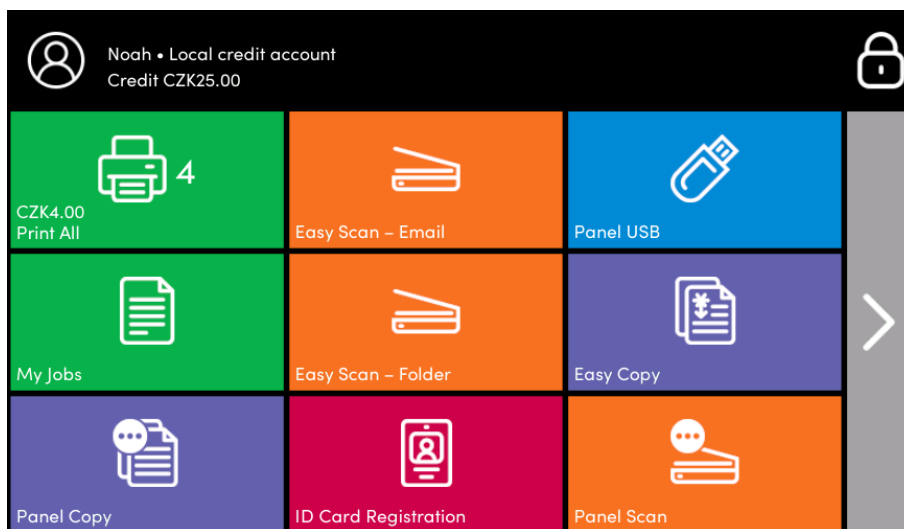 Noah • Local credit account
Credit CZK25.00
4
CZK4.00
Print All
Easy Scan – Email
Panel USB
My Jobs
Easy Scan – Folder
Easy Copy
Panel Copy
ID Card Registration
Panel Scan